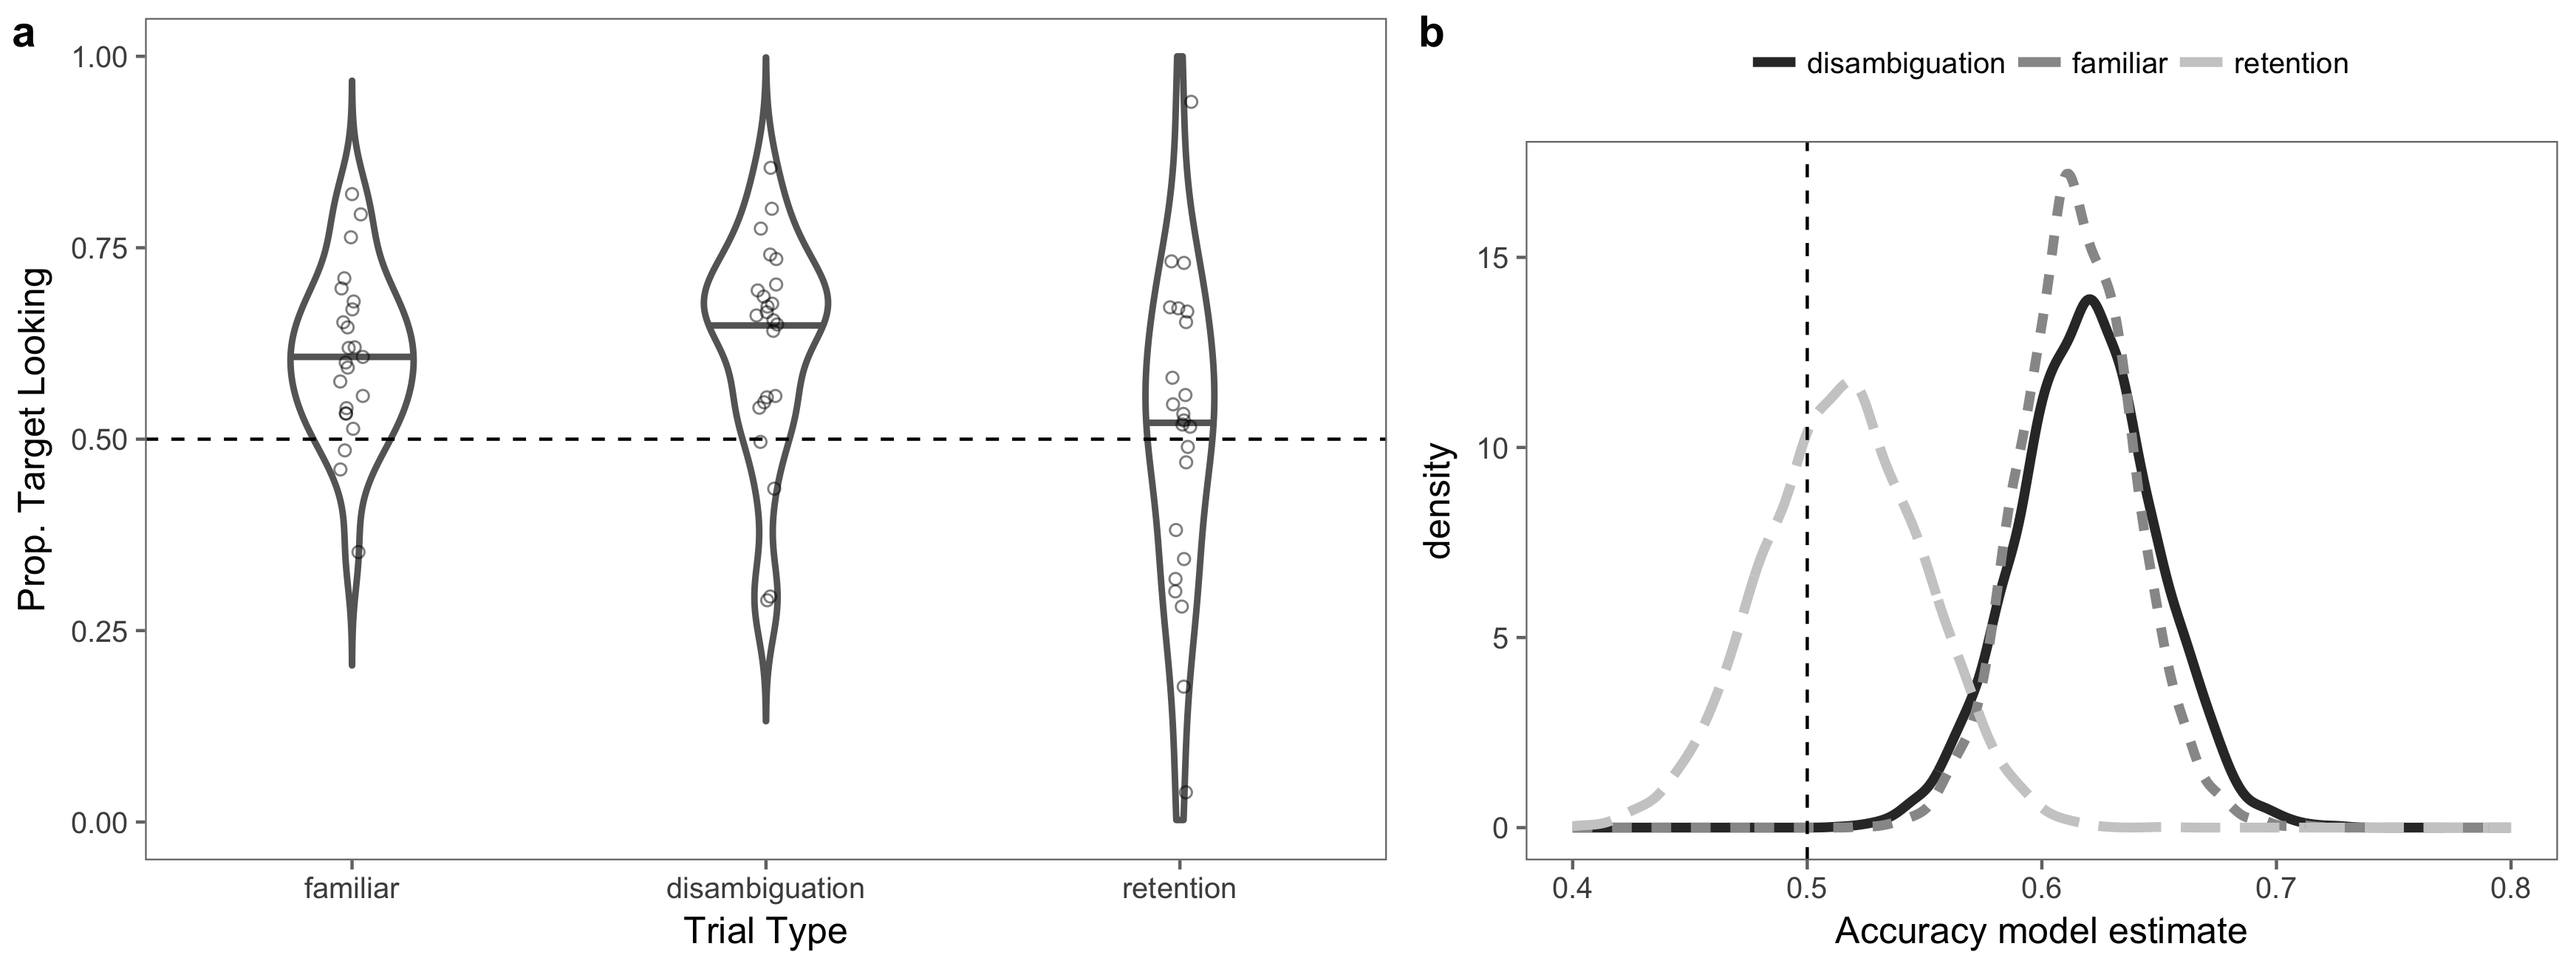 a
1.00
0.75
0.50
0.25
0.00
Prop. Target Looking
familiar
disambiguation
retention
Trial Type
b
disambiguation familiar retention
15
10
5
0
density
0.4 0.5 0.6 0.7 0.8
Accuracy model estimate